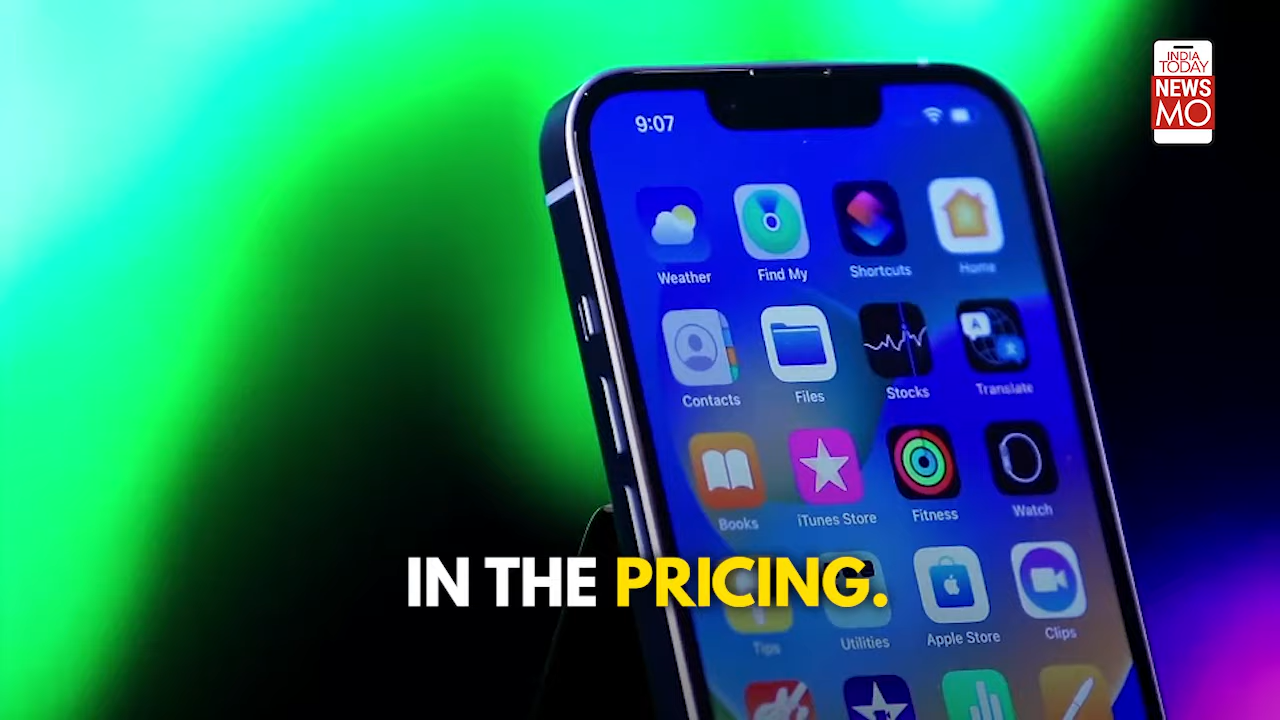 INDIA
TODAY
NEWS
MO
9:07
Weather Find My Shortcuts Home
Contacts Files Stocks Translate
A
Books iTunes Store Fitness Watch
IN THE PRICING.
Tips Utilities Apple Store Clips